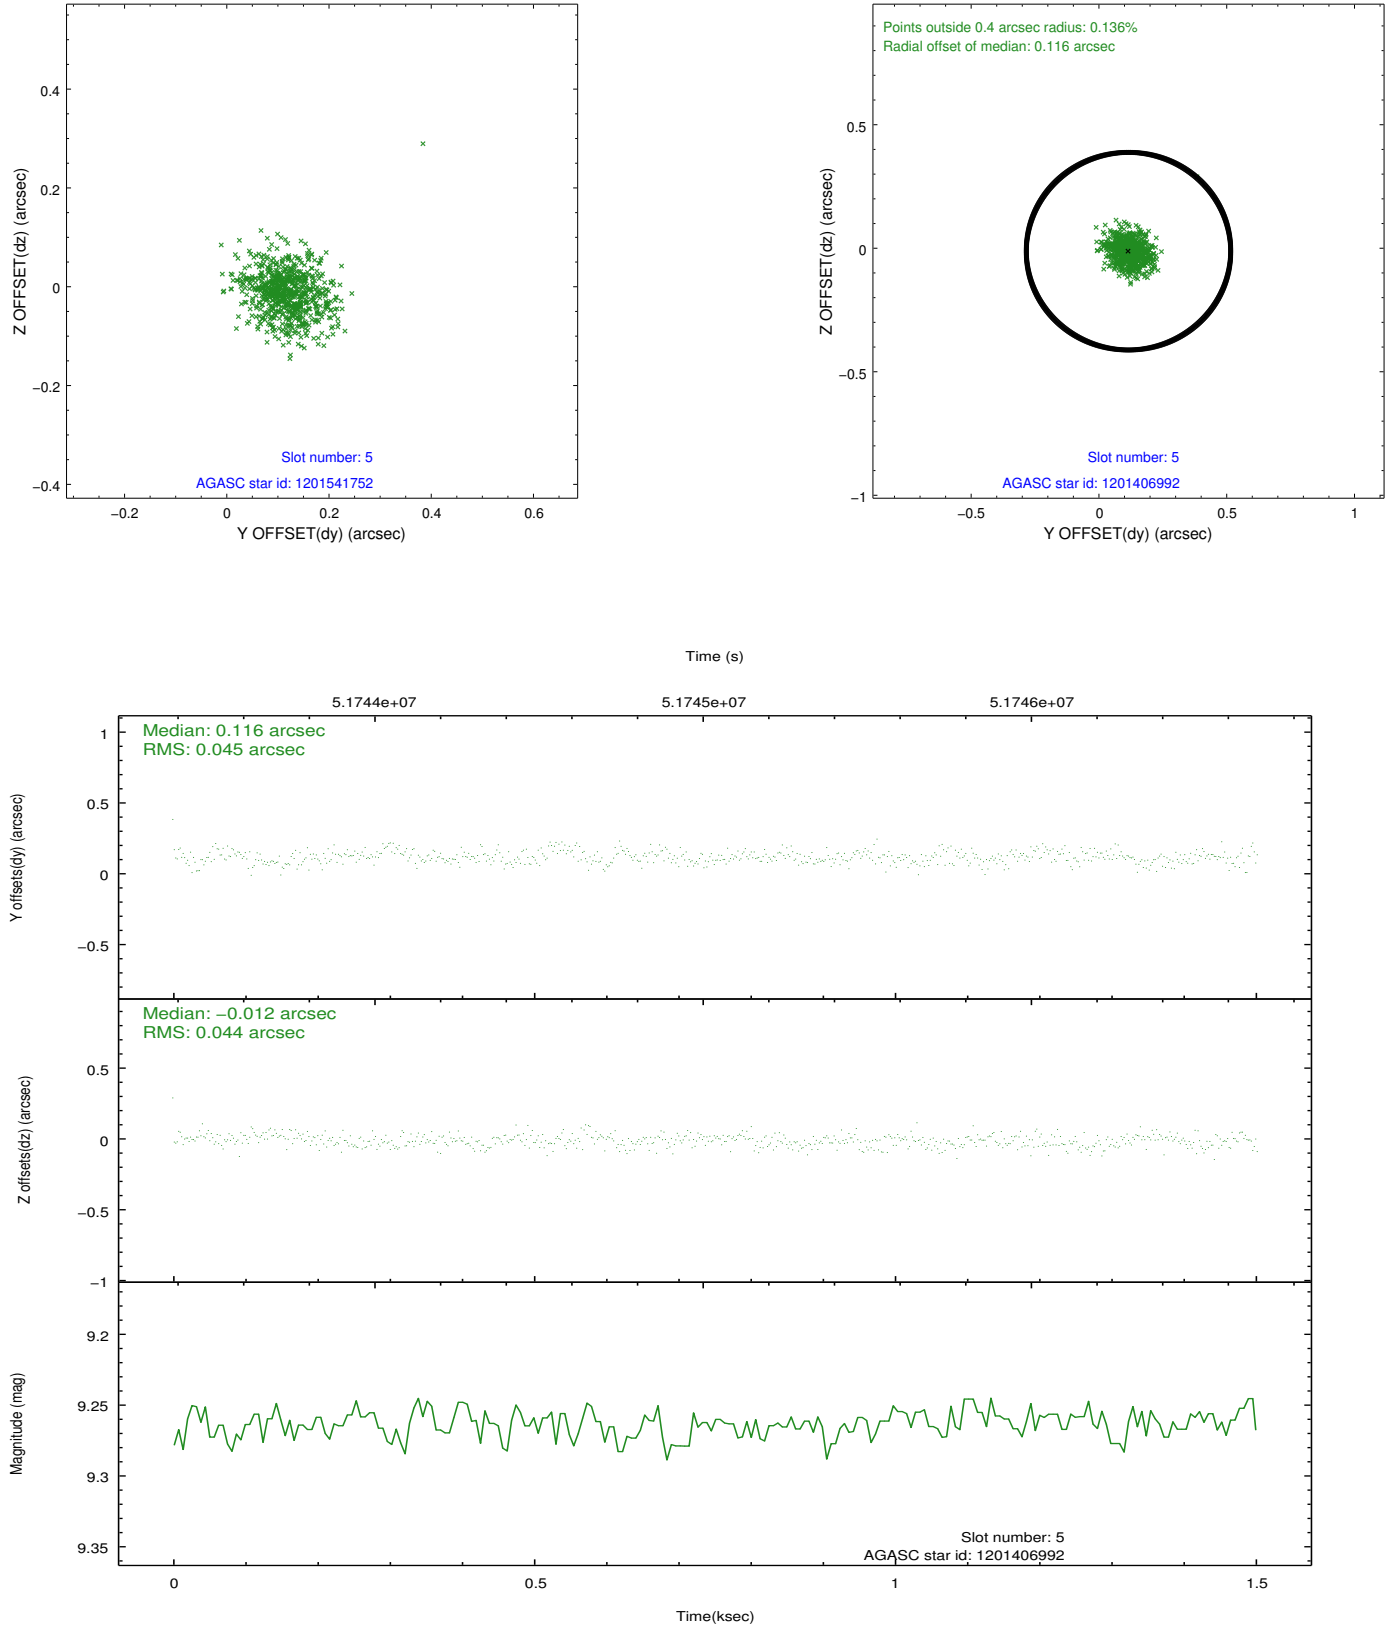 0.4
0.2
0
−0.2
−0.4
Z OFFSET(dz) (arcsec)
Slot number: 5
AGASC star id: 1201541752
−0.2
0
0.2
0.4
0.6
Y OFFSET(dy) (arcsec)
Points outside 0.4 arcsec radius: 0.136%
Radial offset of median: 0.116 arcsec
0.5
0
−0.5
−1
Z OFFSET(dz) (arcsec)
Slot number: 5
AGASC star id: 1201406992
−0.5
0
0.5
1
Y OFFSET(dy) (arcsec)
Time (s)
5.1744e+07
5.1745e+07
5.1746e+07
Median: 0.116 arcsec
RMS: 0.045 arcsec
1
0.5
0
−0.5
Y offsets(dy) (arcsec)
Median: −0.012 arcsec
RMS: 0.044 arcsec
0.5
0
−0.5
−1
Z offsets(dz) (arcsec)
9.2
9.25
9.3
9.35
Magnitude (mag)
Slot number: 5
AGASC star id: 1201406992
0
0.5
1
1.5
Time(ksec)